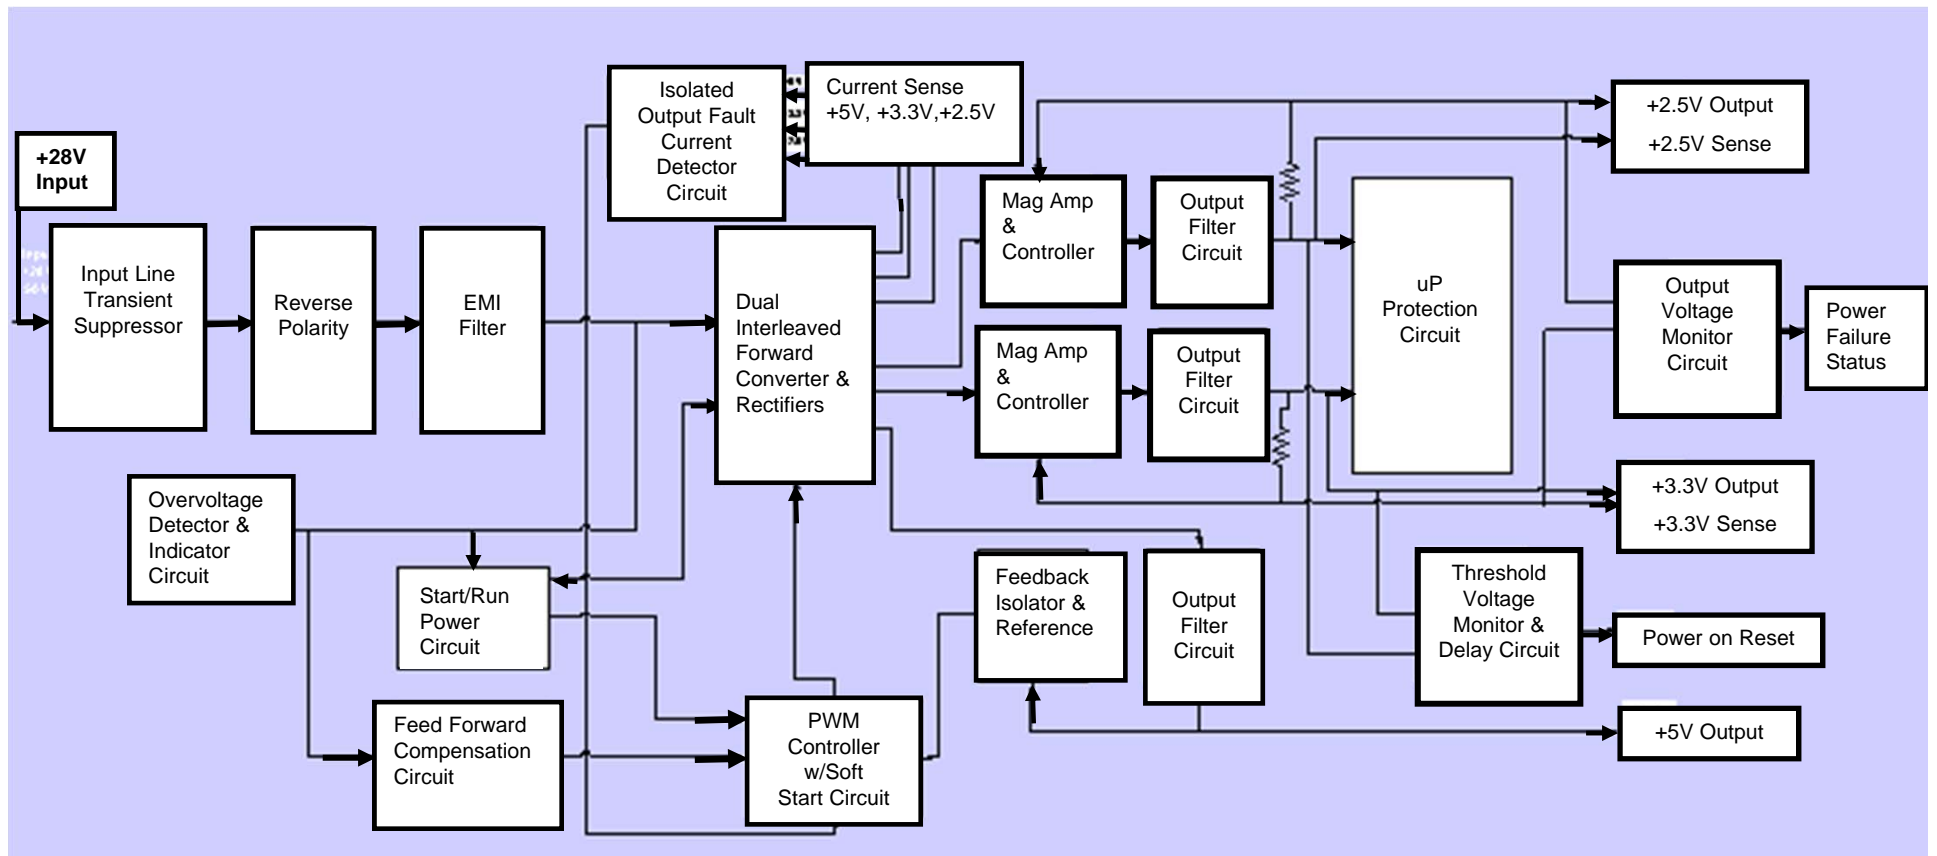 +28V
Input
Input Line
Transient
Suppressor
Reverse
Polarity
EMI
Filter
Isolated
Output Fault
Current
Detector
Circuit
Current Sense
+5V, +3.3V,+2.5V
Dual
Interleaved
Forward
Converter &
Rectifiers
Mag Amp
&
Controller
Output
Filter
Circuit
Mag Amp
&
Controller
Output
Filter
Circuit
uP
Protection
Circuit
+2.5V Output
+2.5V Sense
Output
Voltage
Monitor
Circuit
Power
Failure
Status
+3.3V Output
+3.3V Sense
Overvoltage
Detector &
Indicator
Circuit
Start/Run
Power
Circuit
Feed Forward
Compensation
Circuit
PWM
Controller
w/Soft
Start Circuit
Feedback
Isolator &
Reference
Output
Filter
Circuit
Threshold
Voltage
Monitor &
Delay Circuit
Power on Reset
+5V Output